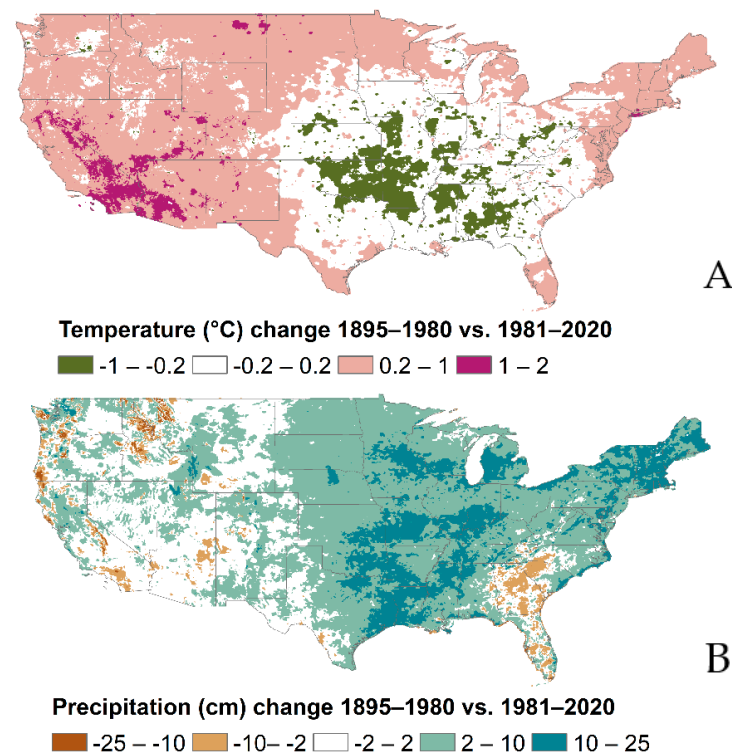 A
Temperature (°C) change 1895–1980 vs. 1981–2020
-1 – -0.2 -0.2 – 0.2 0.2 – 1 1 – 2
B
Precipitation (cm) change 1895–1980 vs. 1981–2020
-25 – -10 -10– -2 -2 – 2 2 – 10 10 – 25